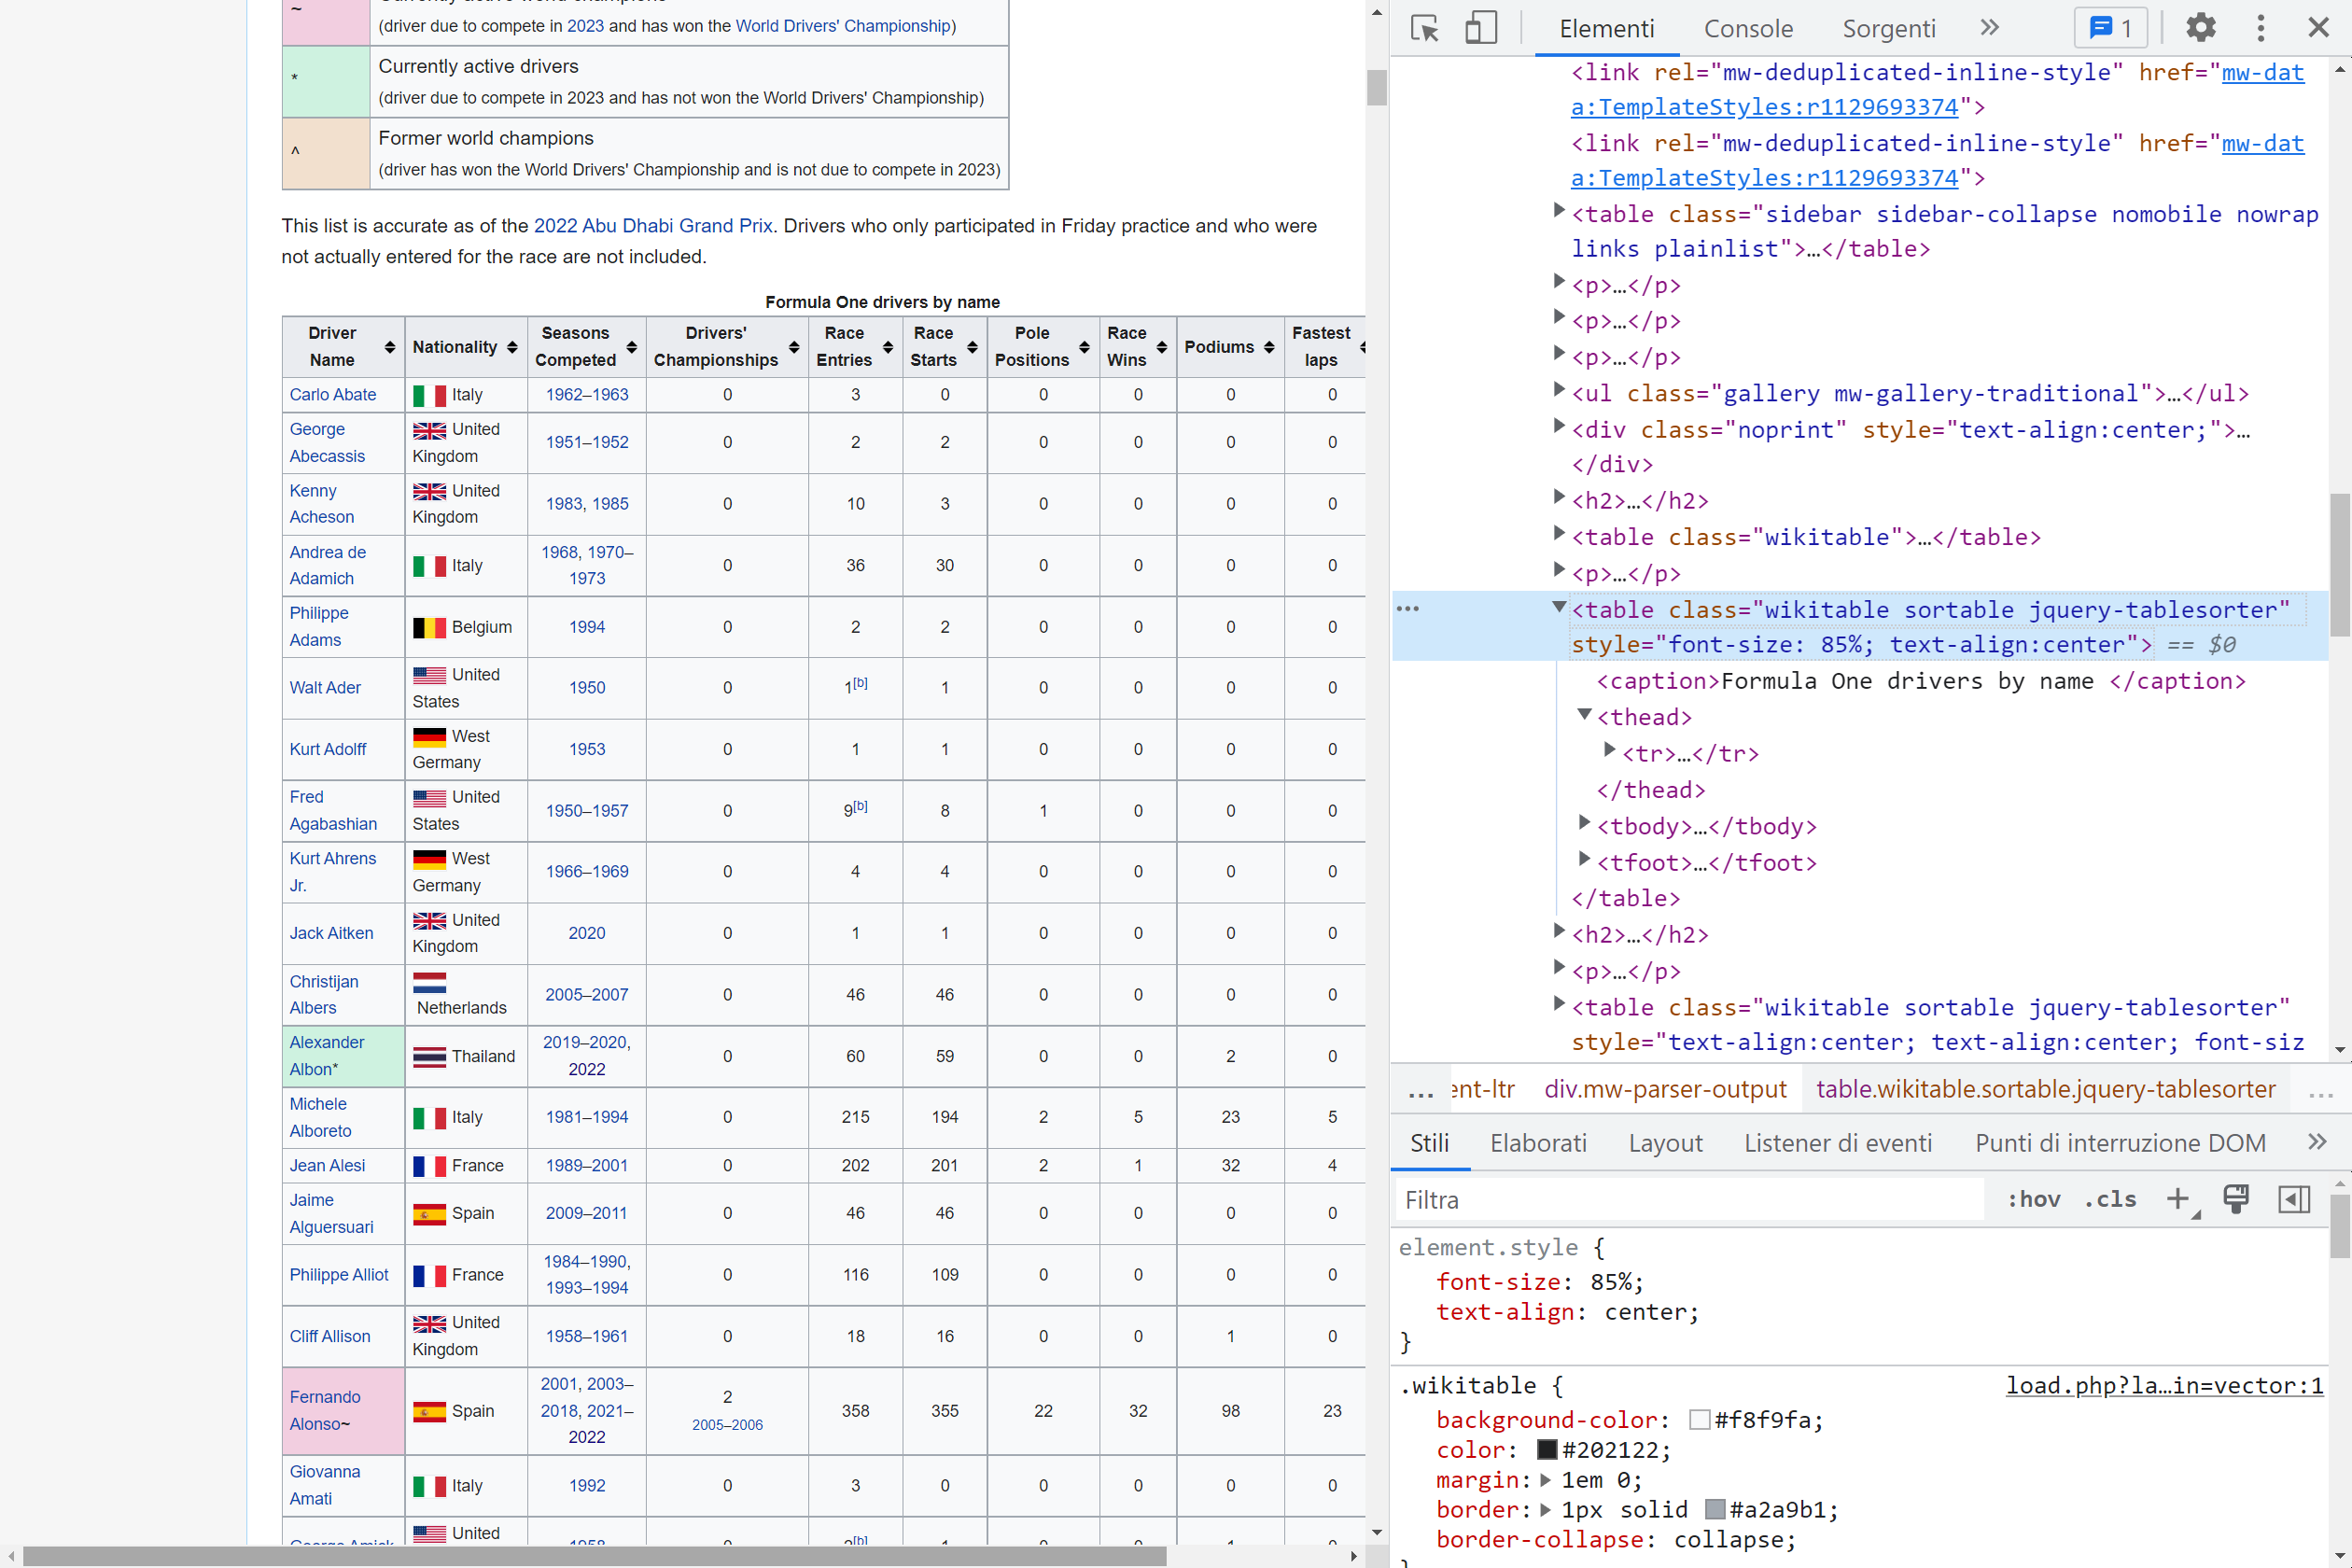 ~
(driver due to compete in 2023 and has won the World Drivers' Championship)
*
Currently active drivers
(driver due to compete in 2023 and has not won the World Drivers' Championship)
^
Former world champions
(driver has won the World Drivers' Championship and is not due to compete in 2023)
This list is accurate as of the 2022 Abu Dhabi Grand Prix. Drivers who only participated in Friday practice and who were
not actually entered for the race are not included.
Formula One drivers by name
Driver Name Nationality Seasons Competed Drivers' Championships Race Entries Race Starts Pole Positions Race Wins Podiums Fastest laps
Carlo Abate Italy 1962–1963 0 3 0 0 0 0 0
George Abecassis United Kingdom 1951–1952 0 2 2 0 0 0 0
Kenny Acheson United Kingdom 1983, 1985 0 10 3 0 0 0 0
Andrea de Adamich Italy 1968, 1970–1973 0 36 30 0 0 0 0
Philippe Adams Belgium 1994 0 2 2 0 0 0 0
Walt Ader United States 1950 0 1[b] 1 0 0 0 0
Kurt Adolff West Germany 1953 0 1 1 0 0 0 0
Fred Agabashian United States 1950–1957 0 9[b] 8 1 0 0 0
Kurt Ahrens Jr. West Germany 1966–1969 0 4 4 0 0 0 0
Jack Aitken United Kingdom 2020 0 1 1 0 0 0 0
Christijan Albers Netherlands 2005–2007 0 46 46 0 0 0 0
Alexander Albon* Thailand 2019–2020, 2022 0 60 59 0 0 2 0
Michele Alboreto Italy 1981–1994 0 215 194 2 5 23 5
Jean Alesi France 1989–2001 0 202 201 2 1 32 4
Jaime Alguersuari Spain 2009–2011 0 46 46 0 0 0 0
Philippe Alliot France 1984–1990, 1993–1994 0 116 109 0 0 0 0
Cliff Allison United Kingdom 1958–1961 0 18 16 0 0 1 0
Fernando Alonso~ Spain 2001, 2003–2018, 2021–2022 2 2005–2006 358 355 22 32 98 23
Giovanna Amati Italy 1992 0 3 0 0 0 0 0
United
Elementi Console Sorgenti » 1
<link rel="mw-deduplicated-inline-style" href="mw-dat
a:TemplateStyles:r1129693374">
<link rel="mw-deduplicated-inline-style" href="mw-dat
a:TemplateStyles:r1129693374">
<table class="sidebar sidebar-collapse nomobile nowrap
links plainlist">…</table>
<p>…</p>
<p>…</p>
<p>…</p>
<ul class="gallery mw-gallery-traditional">…</ul>
<div class="noprint" style="text-align:center;">…
</div>
<h2>…</h2>
<table class="wikitable">…</table>
<p>…</p>
<table class="wikitable sortable jquery-tablesorter"
style="font-size: 85%; text-align:center"> == $0
<caption>Formula One drivers by name </caption>
<thead>
<tr>…</tr>
</thead>
<tbody>…</tbody>
<tfoot>…</tfoot>
</table>
<h2>…</h2>
<p>…</p>
<table class="wikitable sortable jquery-tablesorter"
style="text-align:center; text-align:center; font-siz
… ent-ltr div.mw-parser-output table.wikitable.sortable.jquery-tablesorter …
Stili Elaborati Layout Listener di eventi Punti di interruzione DOM »
Filtra :hov .cls +
element.style {
font-size: 85%;
text-align: center;
}
.wikitable { load.php?la…in=vector:1
background-color: #f8f9fa;
color: #202122;
margin: 1em 0;
border: 1px solid #a2a9b1;
border-collapse: collapse;